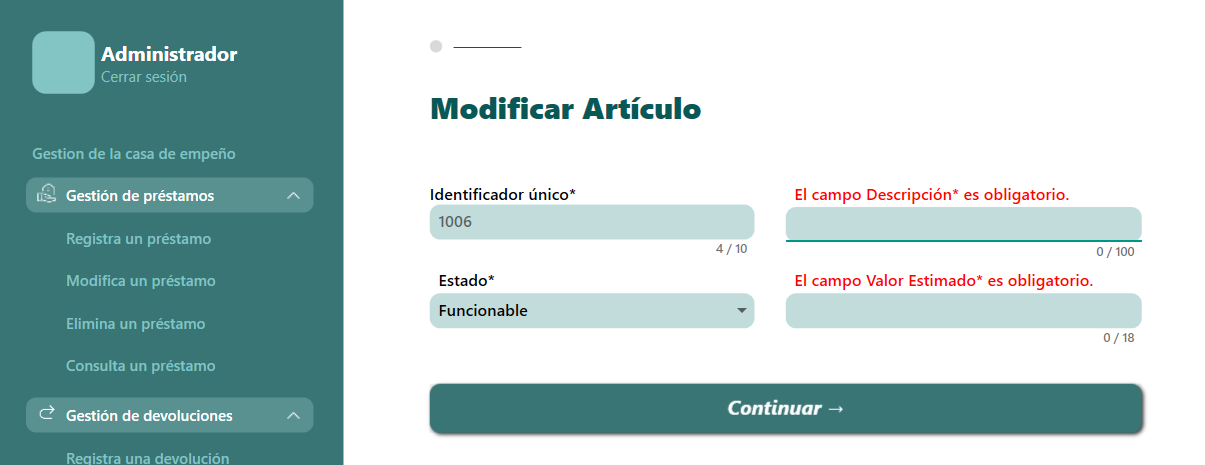 Administrador
Cerrar sesión
Gestion de la casa de empeño
Gestión de préstamos
Registra un préstamo
Modifica un préstamo
Elimina un préstamo
Consulta un préstamo
Gestión de devoluciones
Registra una devolución
Modificar Artículo
Identificador único*
1006
4 / 10
El campo Descripción* es obligatorio.
0 / 100
Estado*
Funcionable
El campo Valor Estimado* es obligatorio.
0 / 18
Continuar →